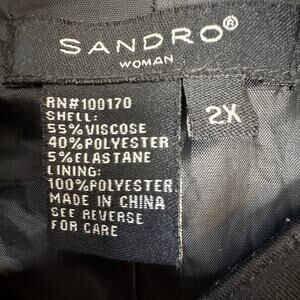 SANDRO®
WOMAN
2X
RN#100170
SHELL:
55%VISCOSE
40%POLYESTER
5%ELASTANE
LINING:
100%POLYESTER
MADE IN CHINA
SEE REVERSE
FOR CARE